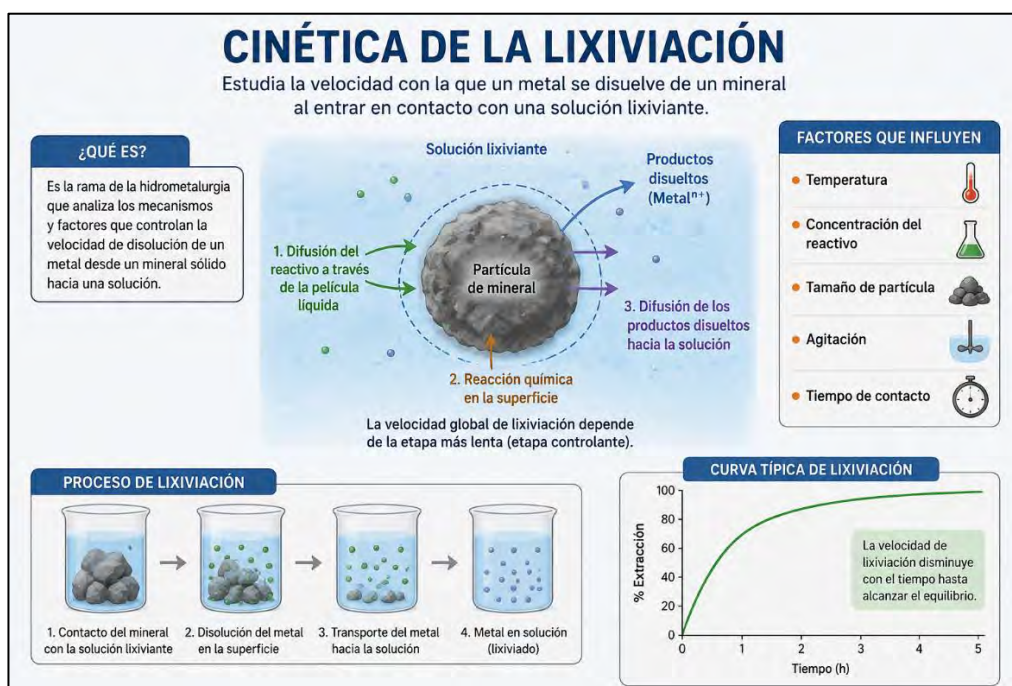 CINÉTICA DE LA LIXIVIACIÓN
Estudia la velocidad con la que un metal se disuelve de un mineral
al entrar en contacto con una solución lixiviante.
¿QUÉ ES?
Es la rama de la hidrometalurgia
que analiza los mecanismos
y factores que controlan la
velocidad de disolución de un
metal desde un mineral sólido
hacia una solución.
Solución lixiviante
Productos
disueltos
(Metalⁿ⁺)
1. Difusión del
reactivo a través
de la película
líquida
Partícula
de mineral
3. Difusión de los
productos disueltos
hacia la solución
2. Reacción química
en la superficie
La velocidad global de lixiviación depende
de la etapa más lenta (etapa controlante).
FACTORES QUE INFLUYEN
• Temperatura
• Concentración del
reactivo
• Tamaño de partícula
• Agitación
• Tiempo de contacto
PROCESO DE LIXIVIACIÓN
1. Contacto del mineral
con la solución lixiviante
2. Disolución del metal
en la superficie
3. Transporte del metal
hacia la solución
4. Metal en solución
(lixiviado)
CURVA TÍPICA DE LIXIVIACIÓN
% Extracción
100
80
60
40
20
0
La velocidad de
lixiviación disminuye
con el tiempo hasta
alcanzar el equilibrio.
0 1 2 3 4 5
Tiempo (h)